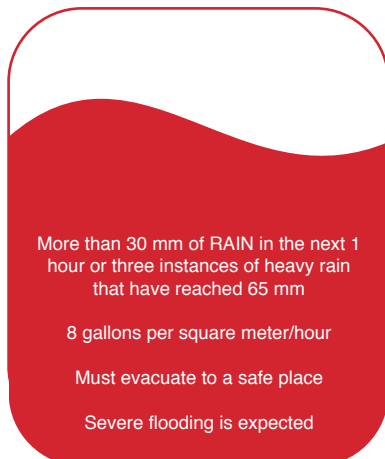 More than 30 mm of RAIN in the next 1
hour or three instances of heavy rain
that have reached 65 mm
8 gallons per square meter/hour
Must evacuate to a safe place
Severe flooding is expected